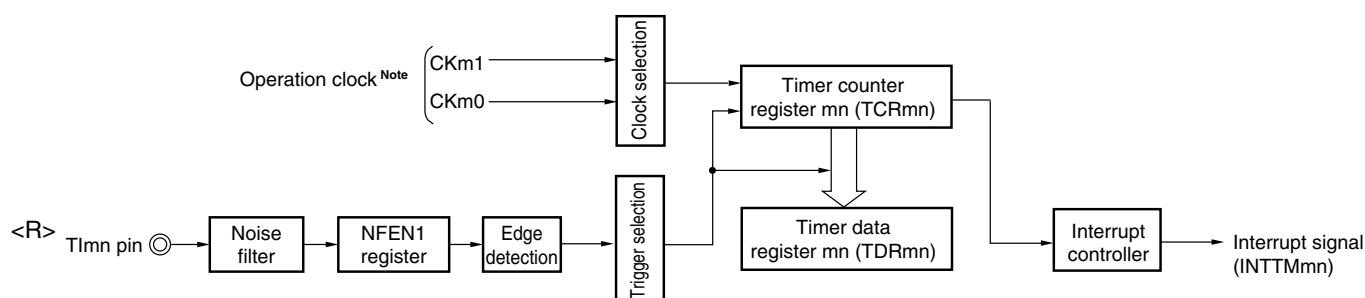 Operation clock Note
CKm1
CKm0
Clock selection
Timer counter
register mn (TCRmn)
<R>
TImn pin
Noise
filter
NFEN1
register
Edge
detection
Trigger selection
Timer data
register mn (TDRmn)
Interrupt
controller
Interrupt signal
(INTTMmn)